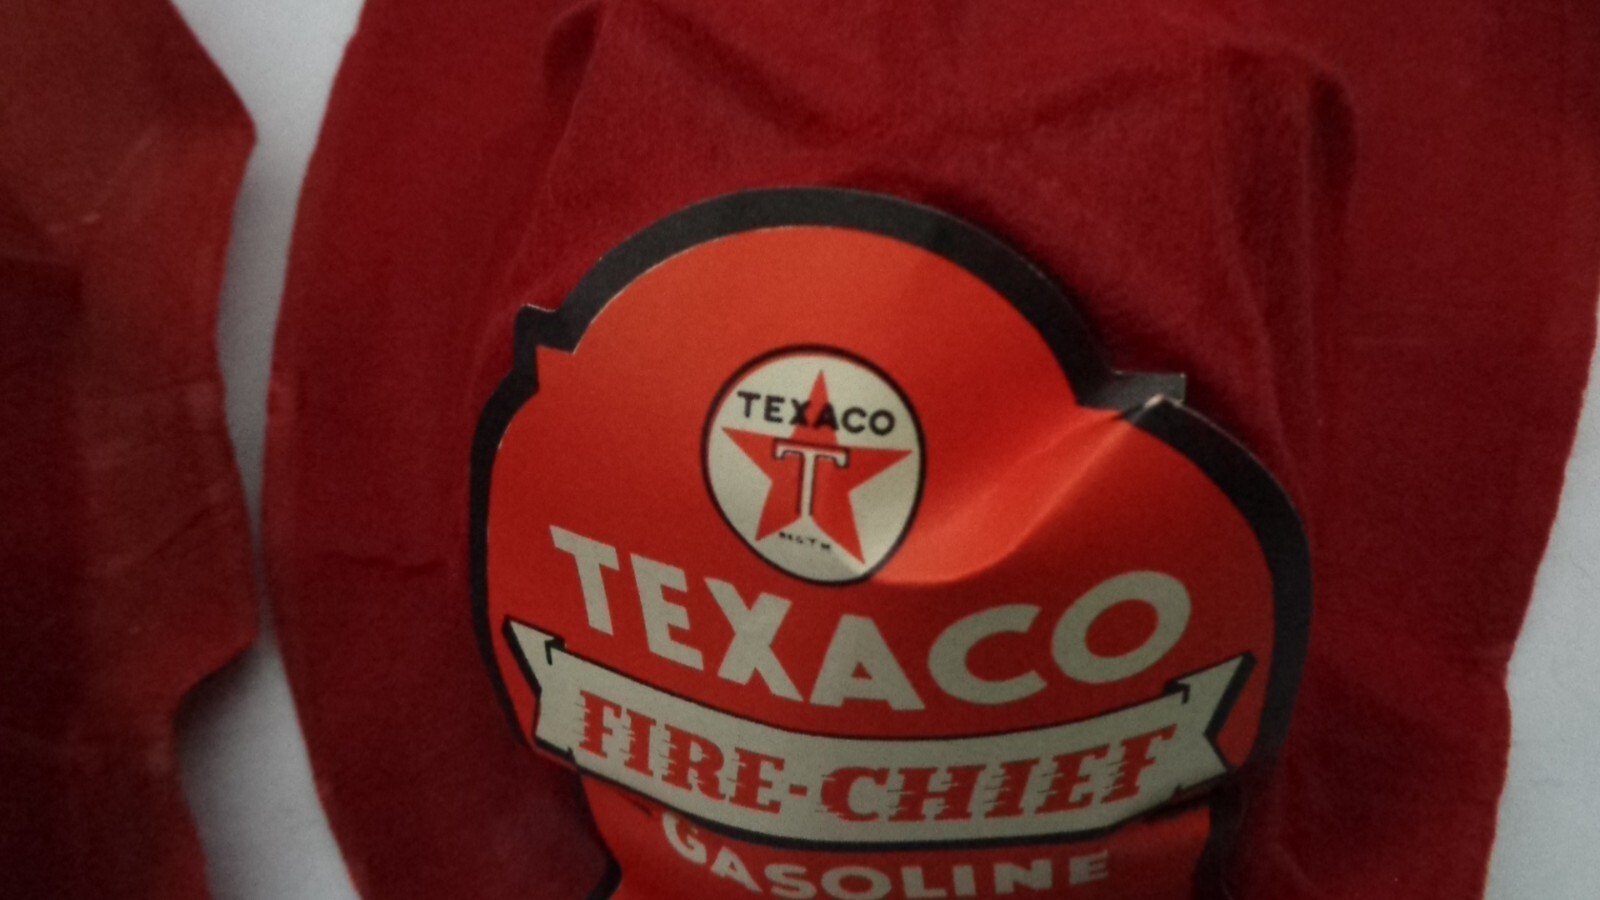 TEXACO
T
TEXACO
FIRE-CHIEF
GASOLINE